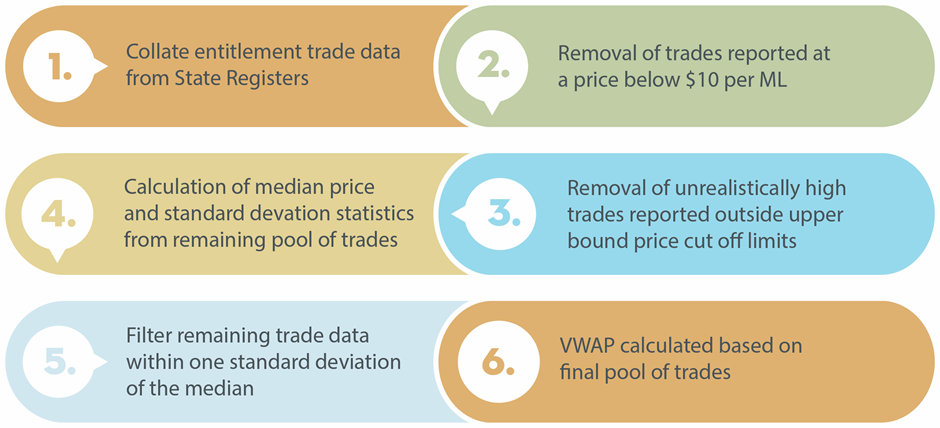 1.
Collate entitlement trade data
from State Registers
2.
Removal of trades reported at
a price below $10 per ML
3.
Removal of unrealistically high
trades reported outside upper
bound price cut off limits
4.
Calculation of median price
and standard devation statistics
from remaining pool of trades
5.
Filter remaining trade data
within one standard deviation
of the median
6.
VWAP calculated based on
final pool of trades